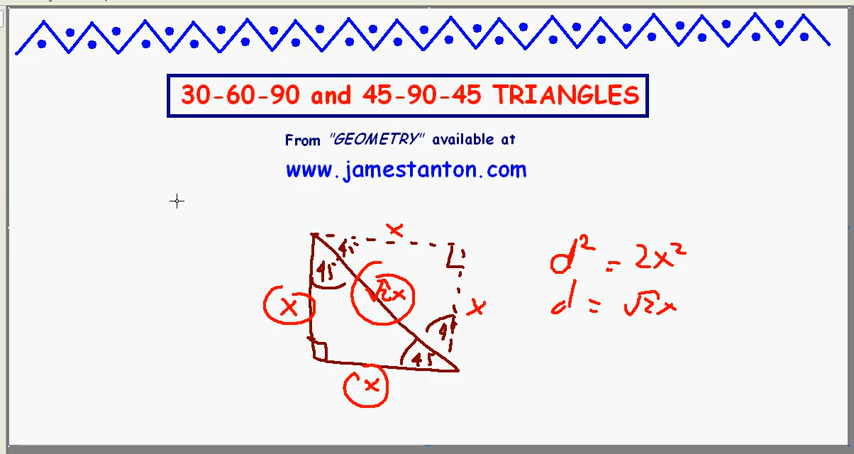 30-60-90 and 45-90-45 TRIANGLES
From "GEOMETRY" available at
www.jamestanton.com
x
45
45
x
√2x
x
45
x
d² = 2x²
d = √2x